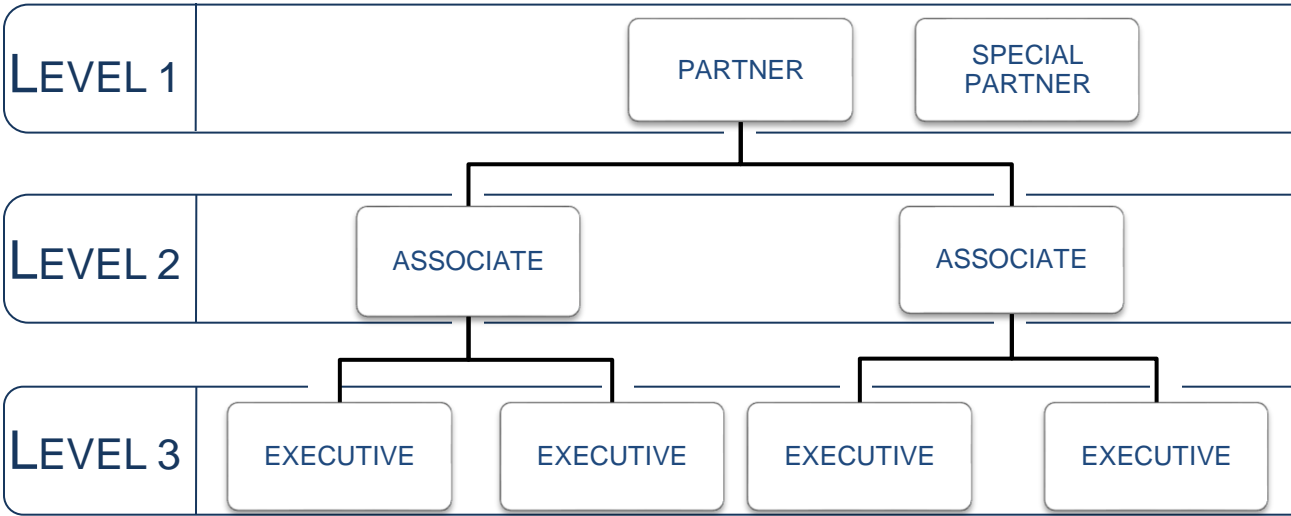 LEVEL 1
PARTNER
SPECIAL
PARTNER
LEVEL 2
ASSOCIATE
ASSOCIATE
LEVEL 3
EXECUTIVE
EXECUTIVE
EXECUTIVE
EXECUTIVE